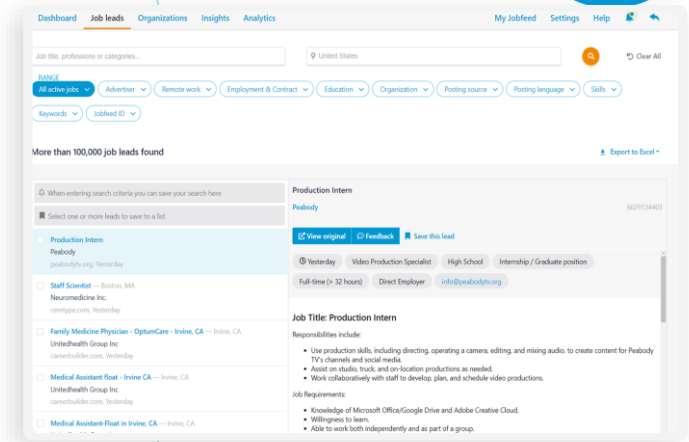 Dashboard Job leads Organizations Insights Analytics My Jobfeed Settings Help
Job title, professions or categories... United States Clear All
RANGE
All active jobs Advertiser Remote work Employment & Contract Education Organization Posting source Posting language Skills
Keywords Jobfeed ID
More than 100,000 job leads found Export to Excel
When entering search criteria you can save your search here
Select one or more leads to save to a list
Production Intern
Peabody
peabodytv.org, Yesterday
Staff Scientist — Boston, MA
Neuromedicine Inc.
ceretype.com, Yesterday
Family Medicine Physician - OptumCare - Irvine, CA — Irvine, CA
Unitedhealth Group Inc
careerbuilder.com, Yesterday
Medical Assistant float - Irvine CA — Irvine, CA
Unitedhealth Group Inc
careerbuilder.com, Yesterday
Medical Assistant-Float in Irvine, CA — Irvine, CA
Production Intern
Peabody 6029134403
View original Feedback Save this lead
Yesterday Video Production Specialist High School Internship / Graduate position
Full-time (> 32 hours) Direct Employer info@peabodytv.org
Job Title: Production Intern
Responsibilities include:
• Use production skills, including directing, operating a camera, editing, and mixing audio, to create content for Peabody
TV's channels and social media.
• Assist on studio, truck, and on-location productions as needed.
• Work collaboratively with staff to develop, plan, and schedule video productions.
Job Requirements:
• Knowledge of Microsoft Office/Google Drive and Adobe Creative Cloud.
• Willingness to learn.
• Able to work both independently and as part of a group.